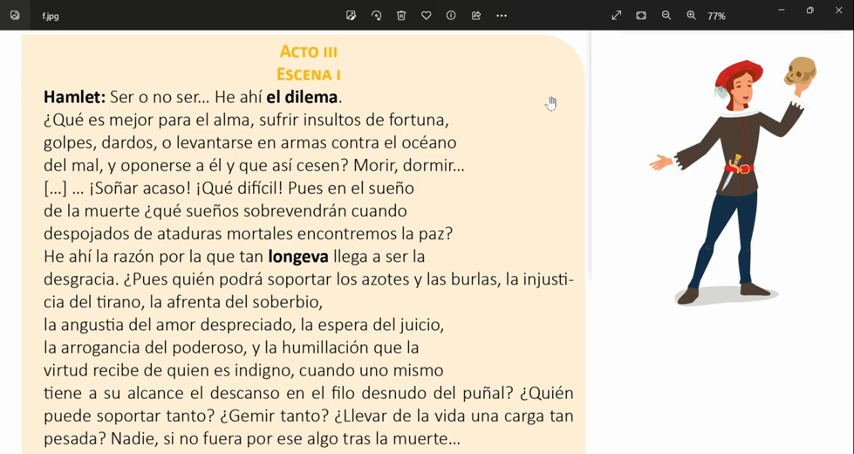 f.jpg
77%
ACTO III
ESCENA I
Hamlet: Ser o no ser... He ahí el dilema.
¿Qué es mejor para el alma, sufrir insultos de fortuna,
golpes, dardos, o levantarse en armas contra el océano
del mal, y oponerse a él y que así cesen? Morir, dormir...
[...] ... ¡Soñar acaso! ¡Qué difícil! Pues en el sueño
de la muerte ¿qué sueños sobrevendrán cuando
despojados de ataduras mortales encontremos la paz?
He ahí la razón por la que tan longeva llega a ser la
desgracia. ¿Pues quién podrá soportar los azotes y las burlas, la injusti-
cia del tirano, la afrenta del soberbio,
la angustia del amor despreciado, la espera del juicio,
la arrogancia del poderoso, y la humillación que la
virtud recibe de quien es indigno, cuando uno mismo
tiene a su alcance el descanso en el filo desnudo del puñal? ¿Quién
puede soportar tanto? ¿Gemir tanto? ¿Llevar de la vida una carga tan
pesada? Nadie, si no fuera por ese algo tras la muerte...